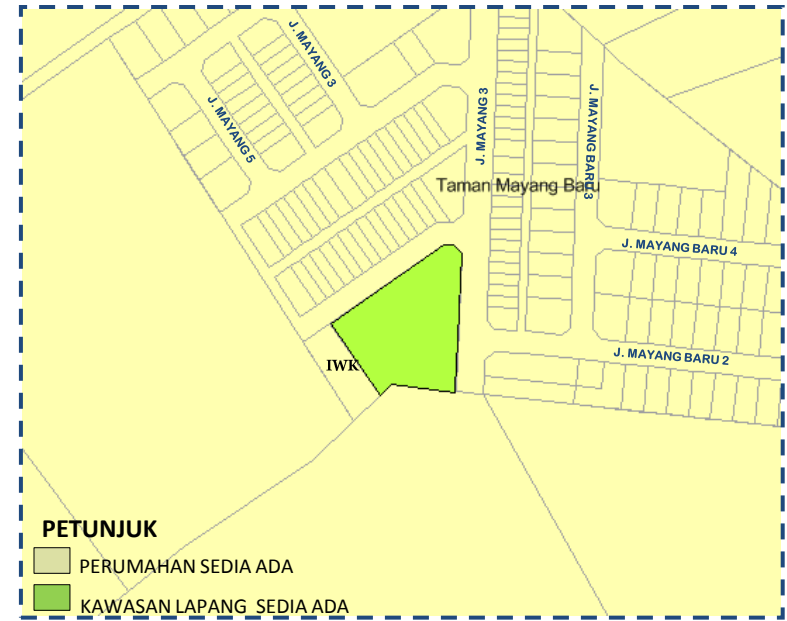 J. MAYANG 3
J. MAYANG 5
J. MAYANG 3
J. MAYANG BARU 3
Taman Mayang Baru
J. MAYANG BARU 4
J. MAYANG BARU 2
IWK
PETUNJUK
PERUMAHAN SEDIA ADA
KAWASAN LAPANG SEDIA ADA